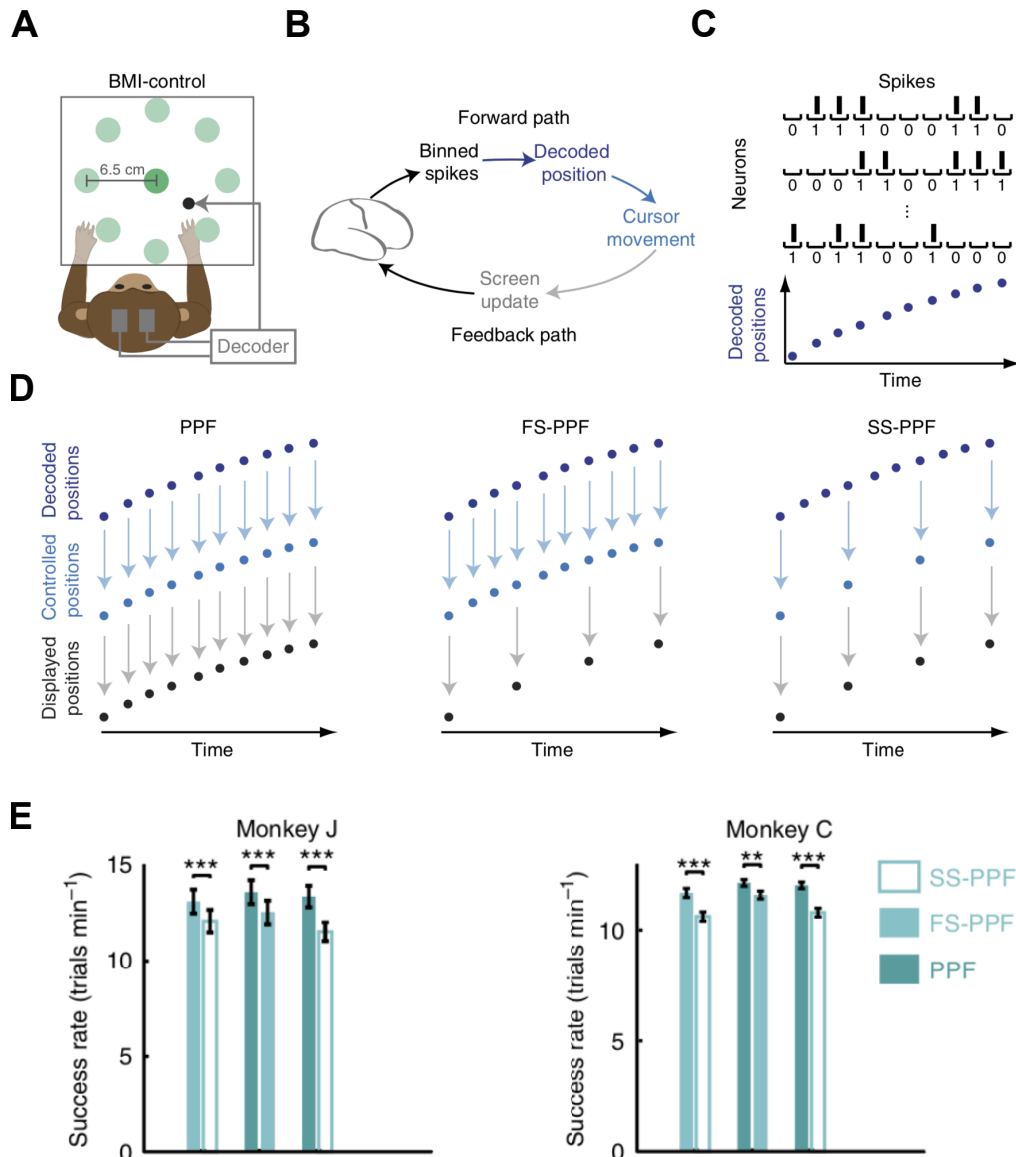 A
BMI-control
6.5 cm
Decoder
B
Forward path
Binned
spikes
Decoded
position
Cursor
movement
Screen
update
Feedback path
C
Spikes
Neurons
0 1 1 1 0 0 0 1 1 0
0 0 0 1 1 0 0 1 1 1
...
1 0 1 1 0 0 1 0 0 0
Decoded
positions
Time
D
PPF
FS-PPF
SS-PPF
Decoded
positions
Controlled
positions
Displayed
positions
Time
Time
Time
E
Monkey J
Success rate (trials min⁻¹)
15
10
5
0
*** *** ***
Monkey C
Success rate (trials min⁻¹)
10
5
0
*** ** ***
SS-PPF
FS-PPF
PPF